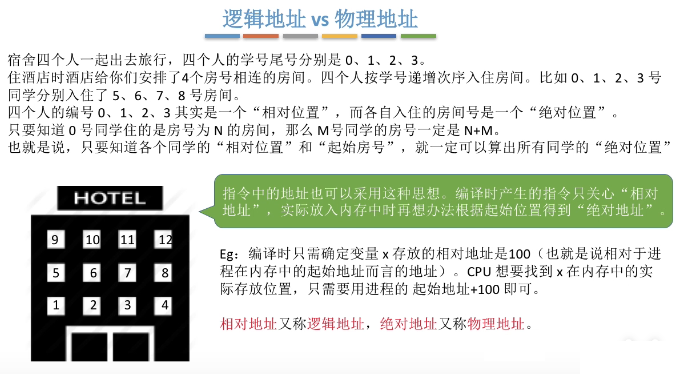 逻辑地址 vs 物理地址
宿舍四个人一起出去旅行，四个人的学号尾号分别是 0、1、2、3。
住酒店时酒店给你们安排了4个房号相连的房间。四个人按学号递增次序入住房间。比如 0、1、2、3 号
同学分别入住了 5、6、7、8 号房间。
四个人的编号 0、1、2、3 其实是一个“相对位置”，而各自入住的房间号是一个“绝对位置”。
只要知道 0 号同学住的是房号为 N 的房间，那么 M号同学的房号一定是 N+M。
也就是说，只要知道各个同学的“相对位置”和“起始房号”，就一定可以算出所有同学的“绝对位置”
指令中的地址也可以采用这种思想。编译时产生的指令只关心“相对
地址”，实际放入内存中时再想办法根据起始位置得到“绝对地址”。
HOTEL
9 10 11 12
5 6 7 8
1 2 3 4
Eg：编译时只需确定变量 x 存放的相对地址是100（也就是说相对于进
程在内存中的起始地址而言的地址）。CPU 想要找到 x 在内存中的实
际存放位置，只需要用进程的 起始地址+100 即可。
相对地址又称逻辑地址，绝对地址又称物理地址。